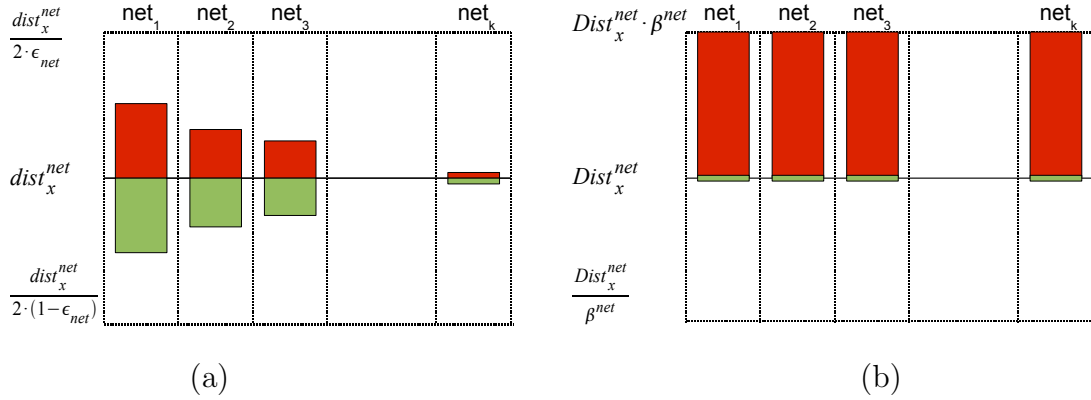 net_1 net_2 net_3 net_k
dist_x^net / 2·ϵ_net
dist_x^net
dist_x^net / 2·(1−ϵ_net)
(a)
net_1 net_2 net_3 net_k
Dist_x^net·β^net
Dist_x^net
Dist_x^net / β^net
(b)